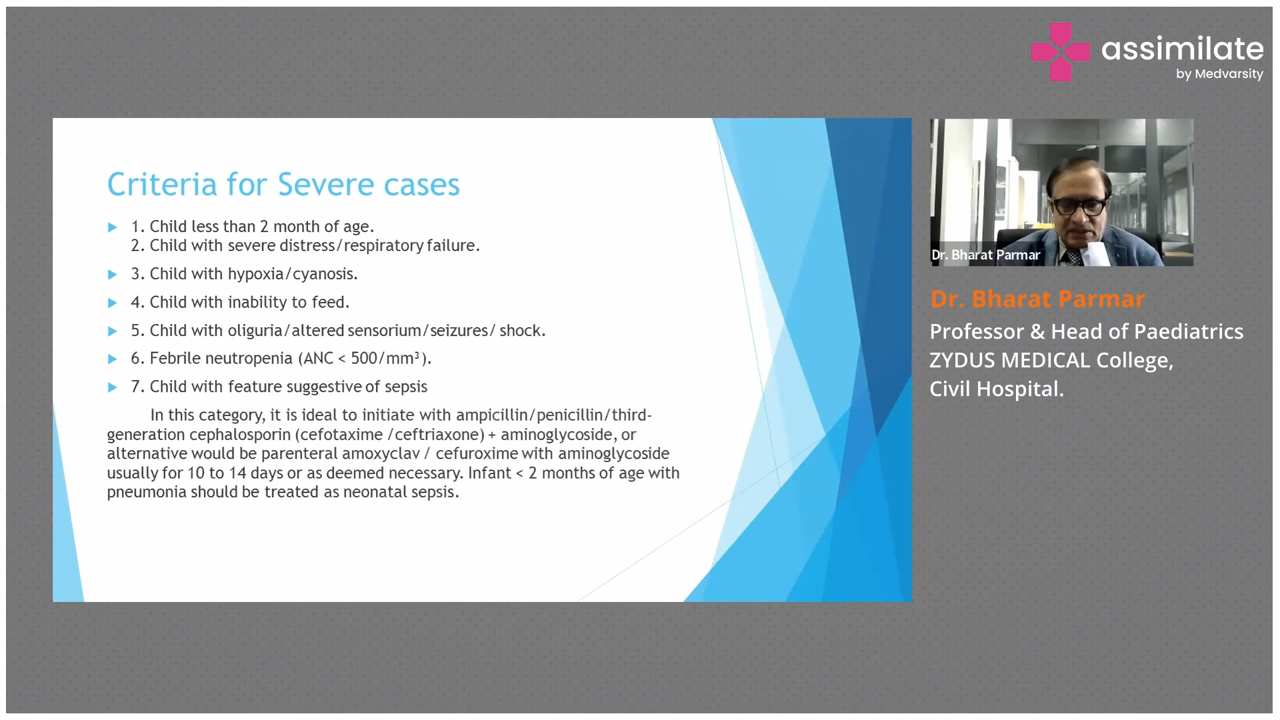 assimilate
by Medvarsity
Criteria for Severe cases
1. Child less than 2 month of age.
2. Child with severe distress/respiratory failure.
3. Child with hypoxia/cyanosis.
4. Child with inability to feed.
5. Child with oliguria/altered sensorium/seizures/ shock.
6. Febrile neutropenia (ANC < 500/mm³).
7. Child with feature suggestive of sepsis
In this category, it is ideal to initiate with ampicillin/penicillin/third-
generation cephalosporin (cefotaxime /ceftriaxone) + aminoglycoside, or
alternative would be parenteral amoxyclav / cefuroxime with aminoglycoside
usually for 10 to 14 days or as deemed necessary. Infant < 2 months of age with
pneumonia should be treated as neonatal sepsis.
Dr. Bharat Parmar
Dr. Bharat Parmar
Professor & Head of Paediatrics
ZYDUS MEDICAL College,
Civil Hospital.